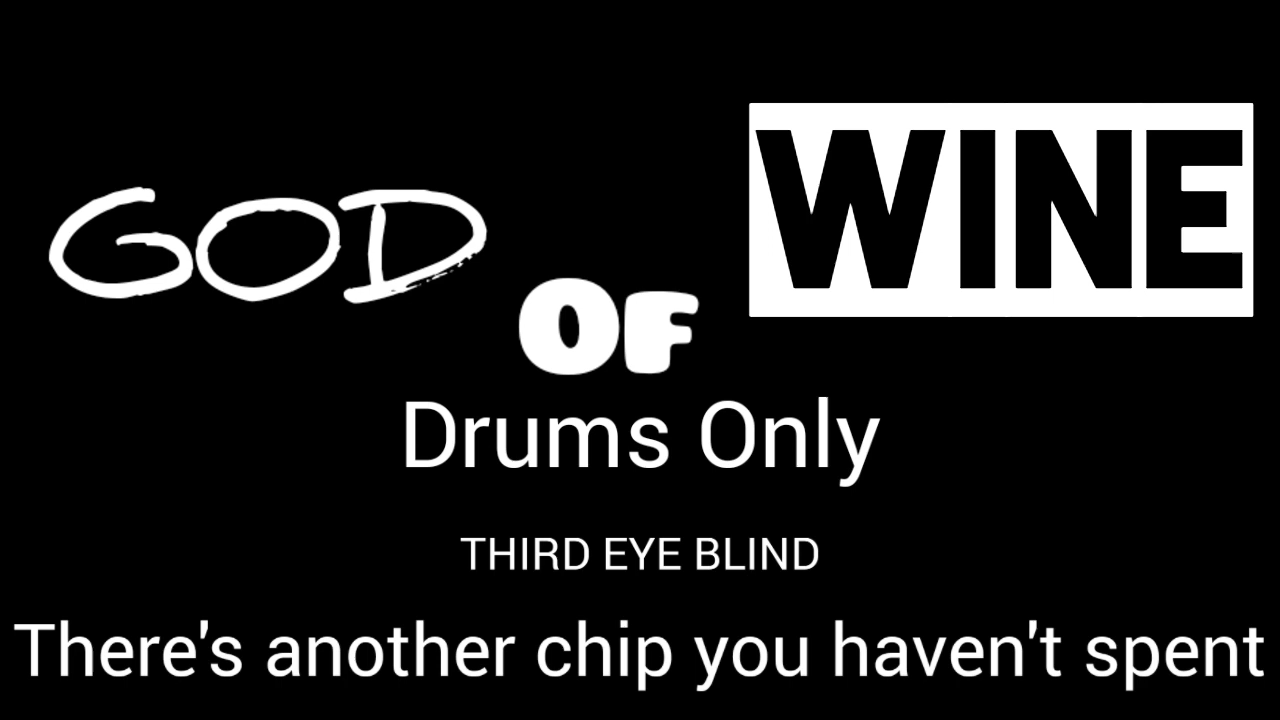 GOD OF WINE
Drums Only
THIRD EYE BLIND
There's another chip you haven't spent